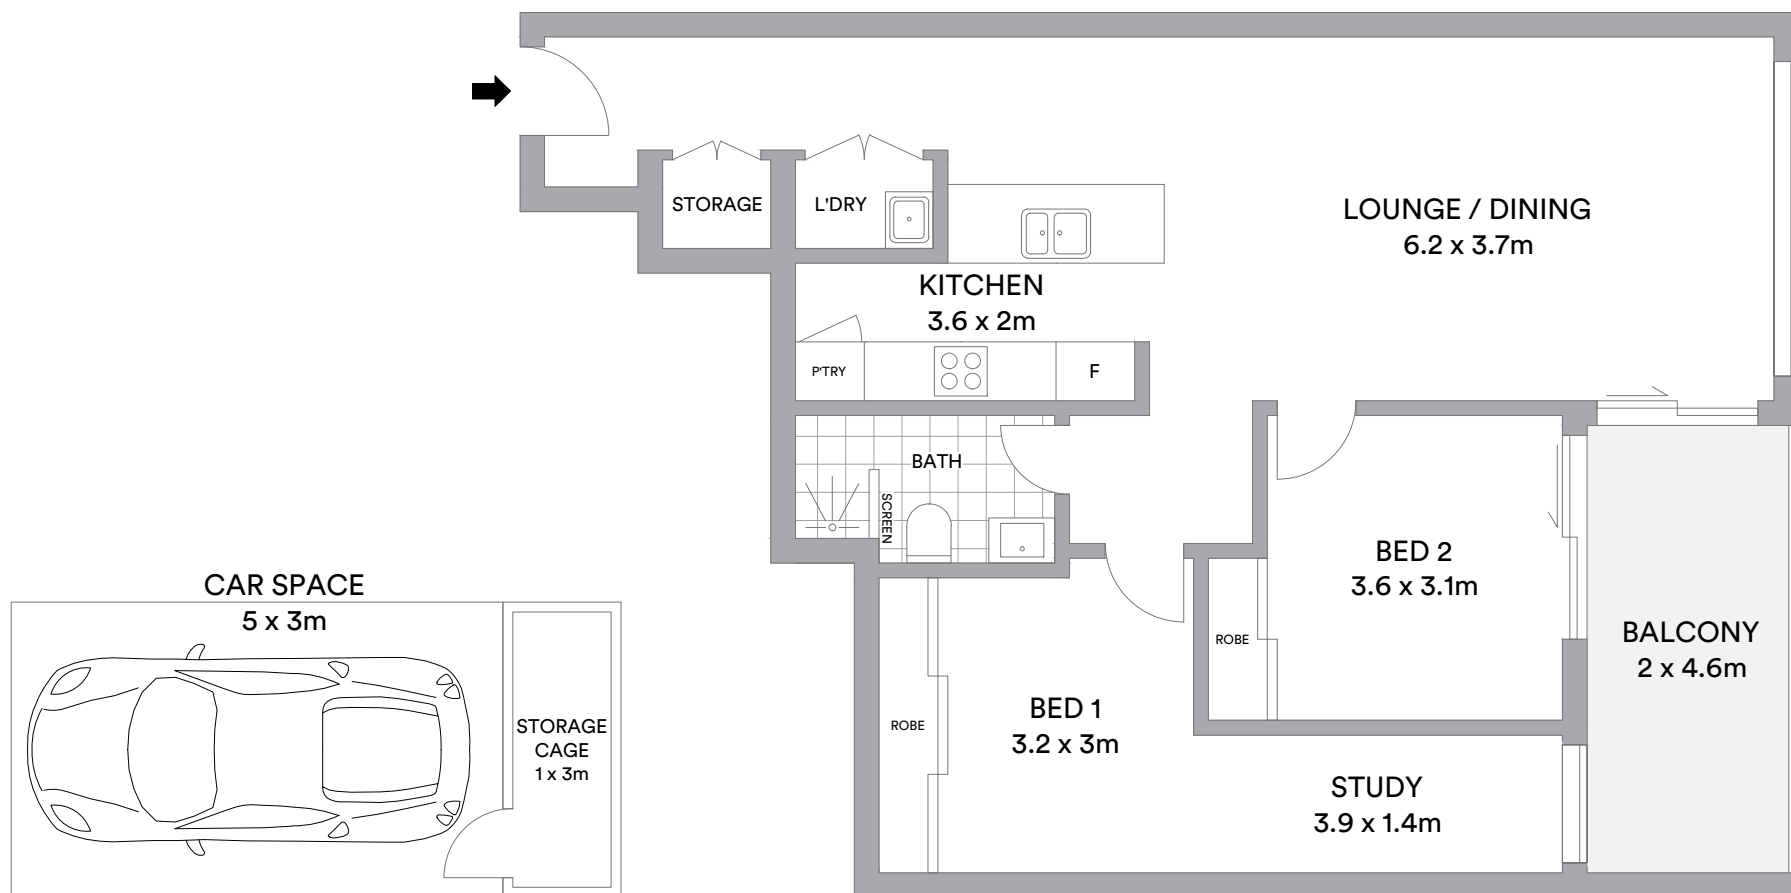 STORAGE
L'DRY
LOUNGE / DINING
6.2 x 3.7m
KITCHEN
3.6 x 2m
P'TRY
F
BATH
SCREEN
BED 2
3.6 x 3.1m
ROBE
BALCONY
2 x 4.6m
CAR SPACE
5 x 3m
STORAGE
CAGE
1 x 3m
ROBE
BED 1
3.2 x 3m
STUDY
3.9 x 1.4m